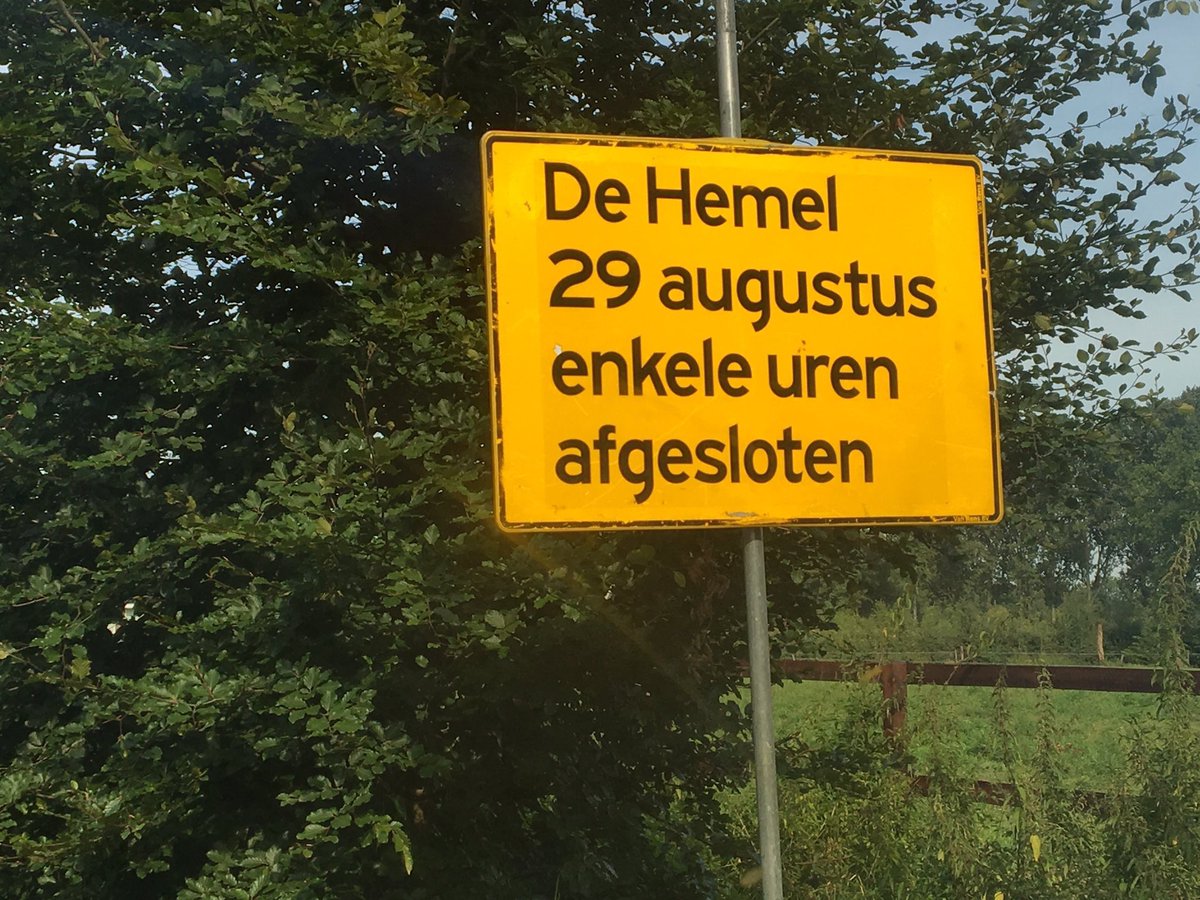 De Hemel
29 augustus
enkele uren
afgesloten